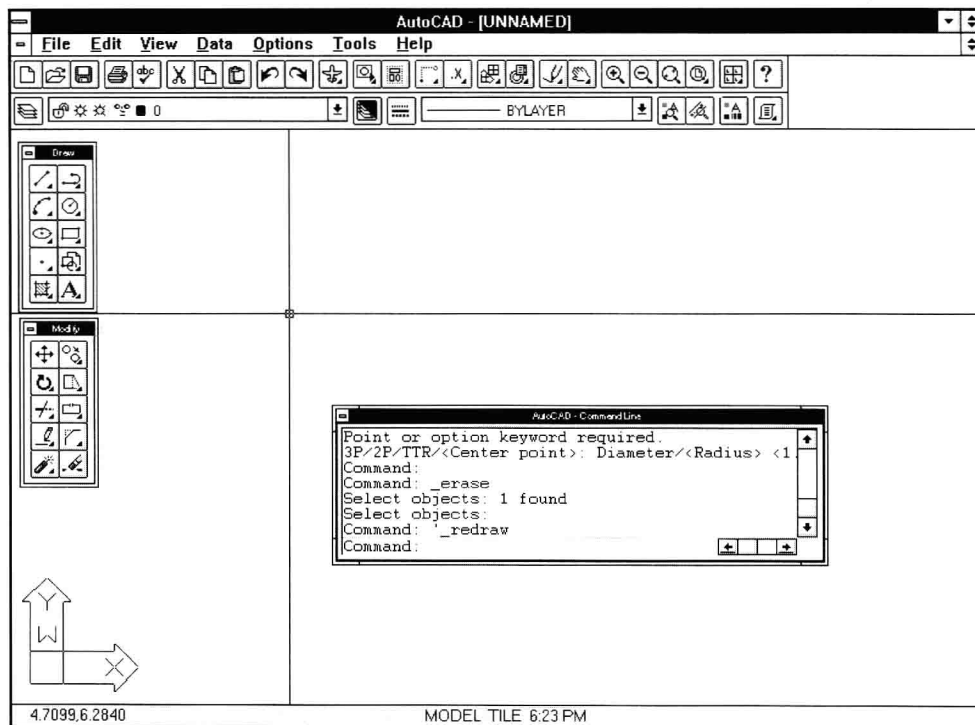 AutoCAD - [UNNAMED]
File Edit View Data Options Tools Help
abc
.X
?
0
BYLAYER
Draw
A
Modify
AutoCAD - Command Line
Point or option keyword required.
3P/2P/TTR/<Center point>: Diameter/<Radius> <1.
Command:
Command: _erase
Select objects: 1 found
Select objects:
Command: '_redraw
Command:
Y
W
X
4.7099,6.2840 MODEL TILE 6:23 PM